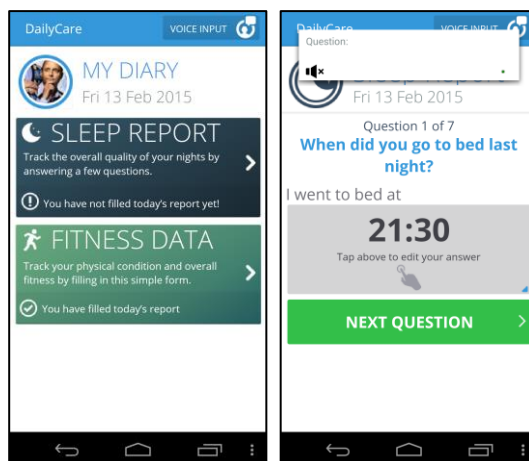 DailyCare
VOICE INPUT
MY DIARY
Fri 13 Feb 2015
SLEEP REPORT
Track the overall quality of your nights by
answering a few questions.
You have not filled today's report yet!
FITNESS DATA
Track your physical condition and overall
fitness by filling in this simple form.
You have filled today's report
DailyCare
VOICE INPUT
Question:
Sleep Report
Fri 13 Feb 2015
Question 1 of 7
When did you go to bed last
night?
I went to bed at
21:30
Tap above to edit your answer
NEXT QUESTION